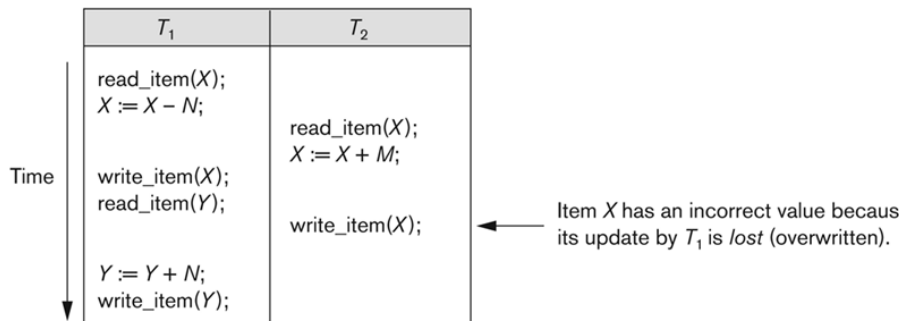 T₁ T₂
read_item(X);
X := X – N;
read_item(X);
X := X + M;
Time
write_item(X);
read_item(Y);
write_item(X);
Item X has an incorrect value becaus
its update by T₁ is lost (overwritten).
Y := Y + N;
write_item(Y);